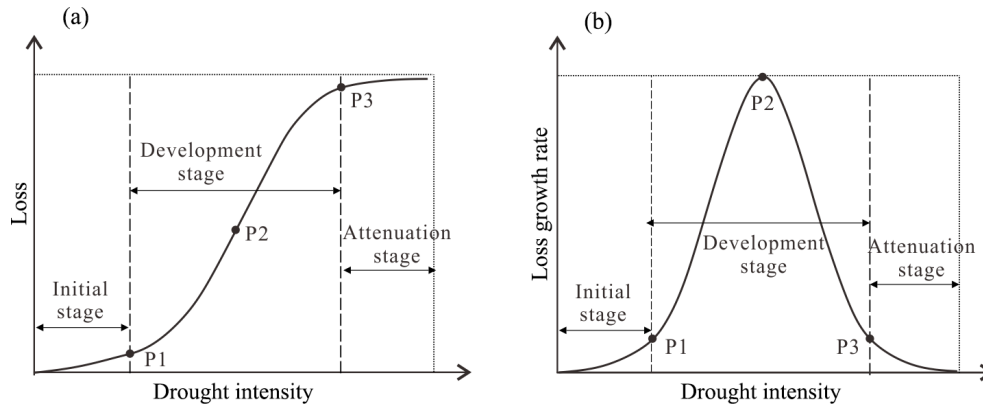 (a)
Loss
P3
Development
stage
P2
Attenuation
stage
Initial
stage
P1
Drought intensity
(b)
Loss growth rate
P2
Development
stage
Attenuation
stage
Initial
stage
P1
P3
Drought intensity